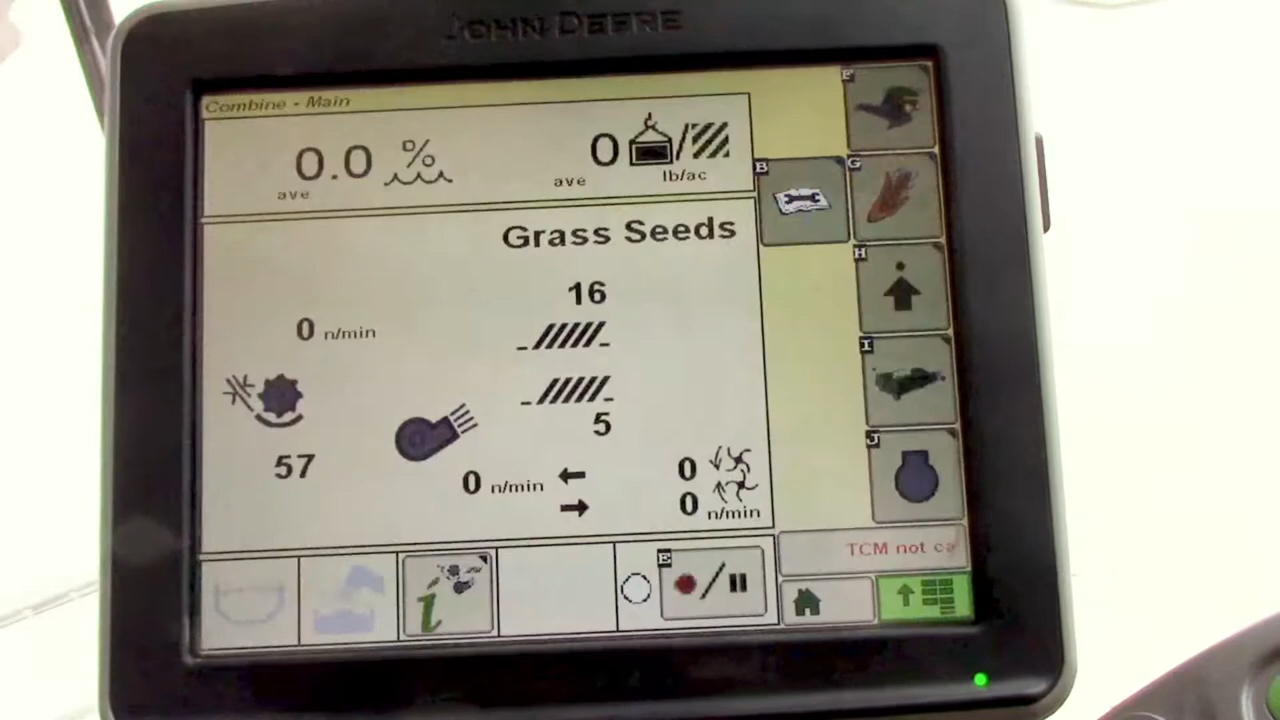 JOHN DEERE
Combine - Main
0.0 %
ave
0 /
ave lb/ac
Grass Seeds
16
0 n/min
5
57
0 n/min
0
0 n/min
F
B
G
H
I
J
E
i
/
TCM not ca